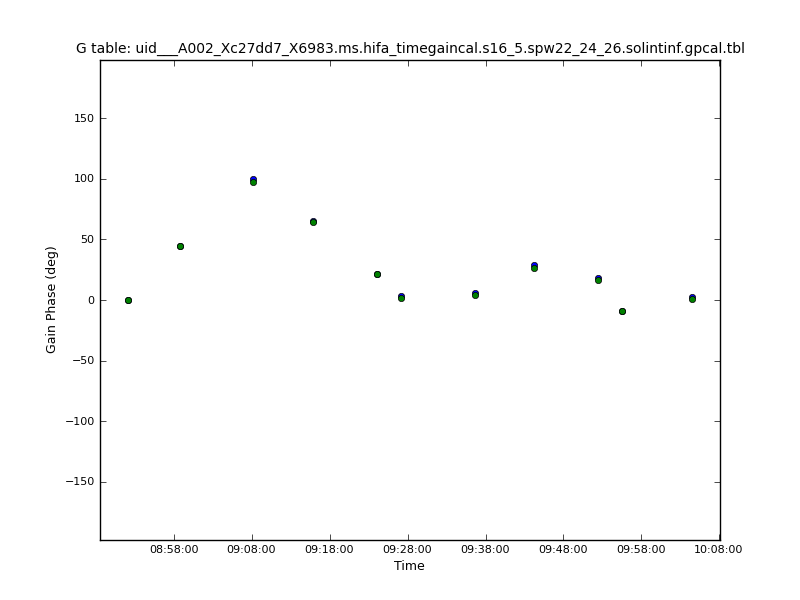 G table: uid___A002_Xc27dd7_X6983.ms.hifa_timegaincal.s16_5.spw22_24_26.solintinf.gpcal.tbl
150
100
50
0
−50
−100
−150
Gain Phase (deg)
08:58:00 09:08:00 09:18:00 09:28:00 09:38:00 09:48:00 09:58:00 10:08:00
Time